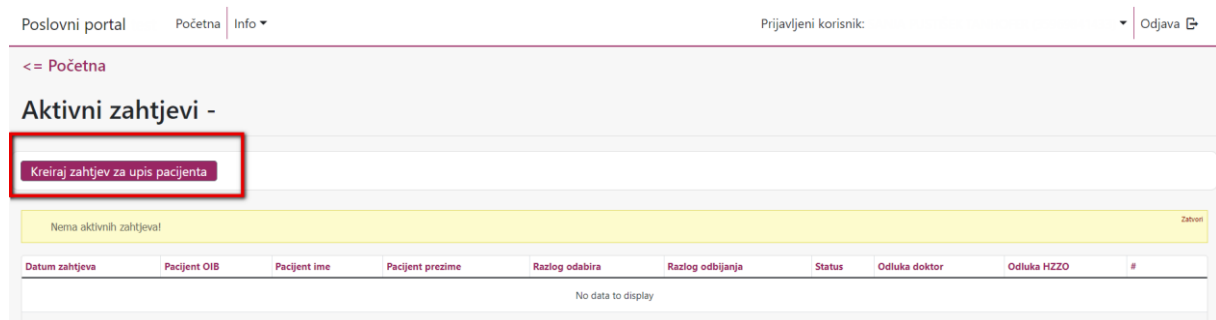 Poslovni portal Početna Info Prijavljeni korisnik: Odjava
<= Početna
Aktivni zahtjevi -
Kreiraj zahtjev za upis pacijenta
Nema aktivnih zahtjeva! Zatvori
Datum zahtjeva Pacijent OIB Pacijent ime Pacijent prezime Razlog odabira Razlog odbijanja Status Odluka doktor Odluka HZZO #
No data to display